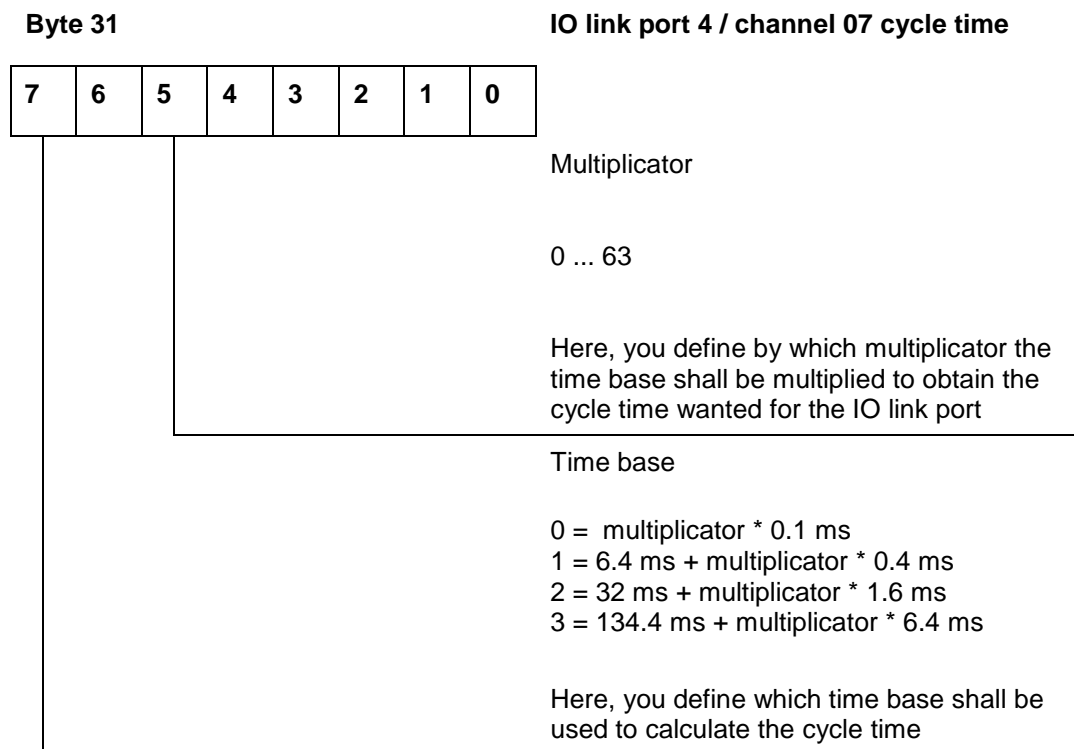 Byte 31
IO link port 4 / channel 07 cycle time
7 6 5 4 3 2 1 0
Multiplicator
0 ... 63
Here, you define by which multiplicator the
time base shall be multiplied to obtain the
cycle time wanted for the IO link port
Time base
0 = multiplicator * 0.1 ms
1 = 6.4 ms + multiplicator * 0.4 ms
2 = 32 ms + multiplicator * 1.6 ms
3 = 134.4 ms + multiplicator * 6.4 ms
Here, you define which time base shall be
used to calculate the cycle time